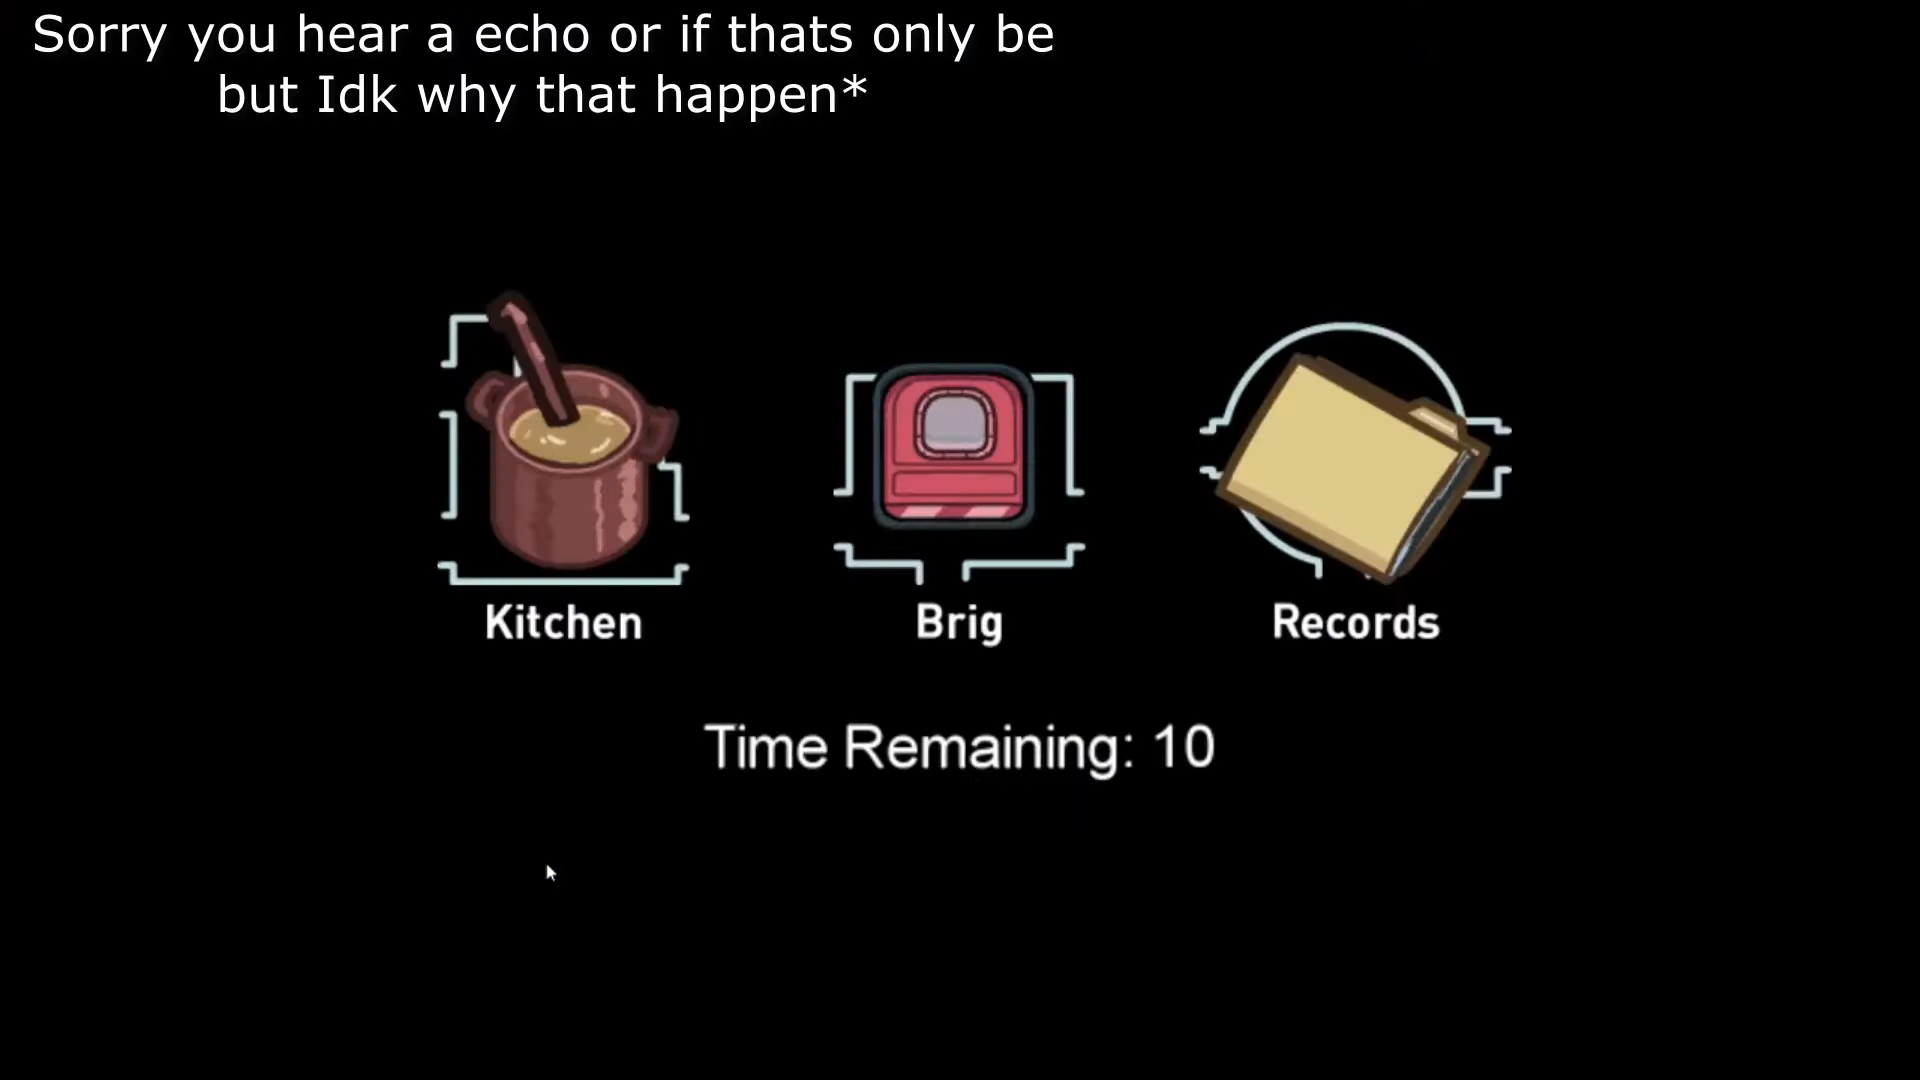 Sorry you hear a echo or if thats only be
but Idk why that happen*
Kitchen
Brig
Records
Time Remaining: 10